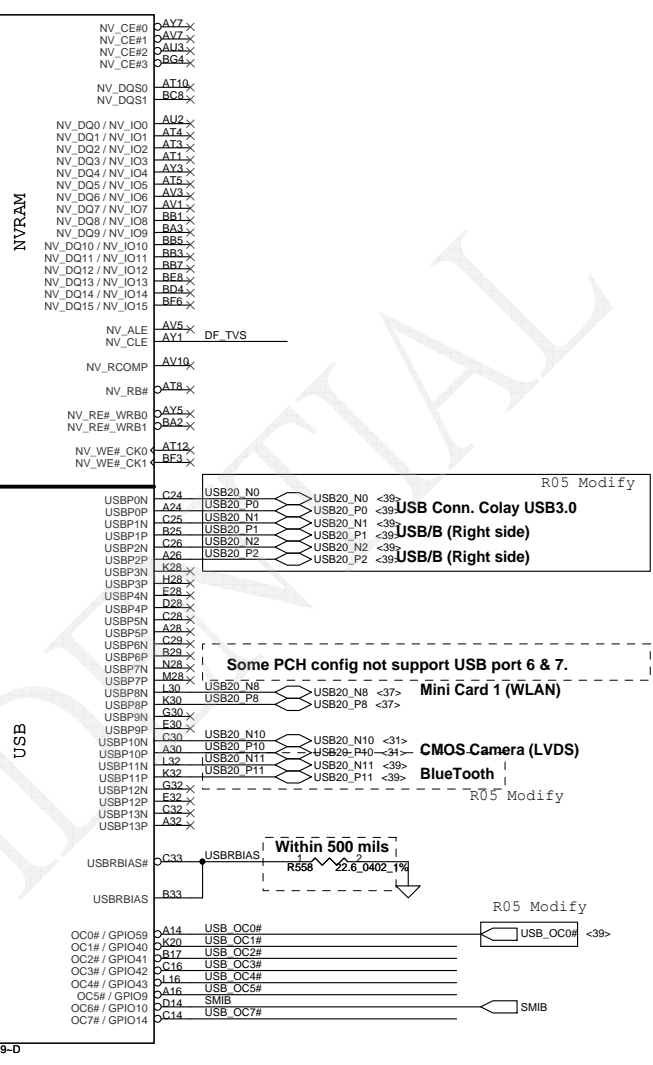 NV_CE#0 AY7
NV_CE#1 AV7
NV_CE#2 AU3
NV_CE#3 BG4
NV_DQS0 AT10
NV_DQS1 BC8
NVRAM
NV_DQ0 / NV_IO0 AU2
NV_DQ1 / NV_IO1 AT4
NV_DQ2 / NV_IO2 AT3
NV_DQ3 / NV_IO3 AT1
NV_DQ4 / NV_IO4 AY3
NV_DQ5 / NV_IO5 AT5
NV_DQ6 / NV_IO6 AV3
NV_DQ7 / NV_IO7 AV1
NV_DQ8 / NV_IO8 BB1
NV_DQ9 / NV_IO9 BA3
NV_DQ10 / NV_IO10 BB5
NV_DQ11 / NV_IO11 BB3
NV_DQ12 / NV_IO12 BB7
NV_DQ13 / NV_IO13 BE8
NV_DQ14 / NV_IO14 BD4
NV_DQ15 / NV_IO15 BF6
NV_ALE AV5
NV_CLE AY1 DF_TVS
NV_RCOMP AV10
NV_RB# AT8
NV_RE#_WRB0 AY5
NV_RE#_WRB1 BA2
NV_WE#_CK0 AT12
NV_WE#_CK1 BF3
R05 Modify
USBP0N C24 USB20_N0 USB20_N0 <39>
USBP0P A24 USB20_P0 USB20_P0 <39> USB Conn. Colay USB3.0
USBP1N C25 USB20_N1 USB20_N1 <39>
USBP1P B25 USB20_P1 USB20_P1 <39> USB/B (Right side)
USBP2N C26 USB20_N2 USB20_N2 <39>
USBP2P A26 USB20_P2 USB20_P2 <39> USB/B (Right side)
USBP3N K28
USBP3P H28
USBP4N E28
USBP4P D28
USBP5N C28
USBP5P A28
USBP6N C29
USBP6P B29
USBP7N N28 Some PCH config not support USB port 6 & 7.
USBP7P M28
USBP8N L30 USB20_N8 USB20_N8 <37> Mini Card 1 (WLAN)
USBP8P K30 USB20_P8 USB20_P8 <37>
USBP9N G30
USBP9P E30
USB
USBP10N C30 USB20_N10 USB20_N10 <31>
USBP10P A30 USB20_P10 USB20_P10 <31> CMOS Camera (LVDS)
USBP11N L32 USB20_N11 USB20_N11 <39>
USBP11P K32 USB20_P11 USB20_P11 <39> BlueTooth
USBP12N G32
USBP12P E32 R05 Modify
USBP13N C32
USBP13P A32
Within 500 mils
USBRBIAS# C33 USBRBIAS 1 2
R558 22.6_0402_1%
USBRBIAS B33
R05 Modify
OC0# / GPIO59 A14 USB_OC0# USB_OC0# <39>
OC1# / GPIO40 K20 USB_OC1#
OC2# / GPIO41 B17 USB_OC2#
OC3# / GPIO42 C16 USB_OC3#
OC4# / GPIO43 L16 USB_OC4#
OC5# / GPIO9 A16 USB_OC5#
OC6# / GPIO10 D14 SMIB SMIB
OC7# / GPIO14 C14 USB_OC7#
9~D